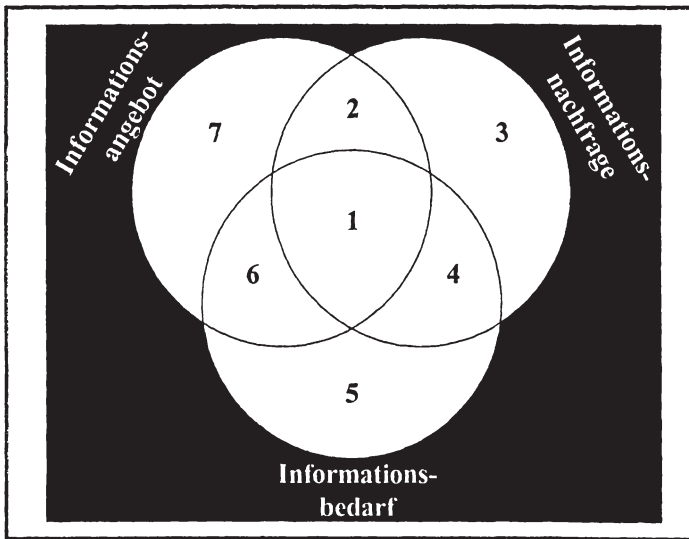 Informations-
angebot
Informations-
nachfrage
2
7
3
1
6
4
5
Informations-
bedarf